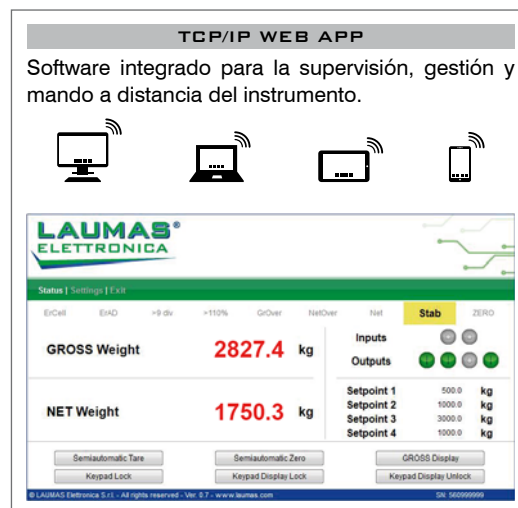 TCP/IP WEB APP
Software integrado para la supervisión, gestión y
mando a distancia del instrumento.
LAUMAS®
ELETTRONICA
Status | Settings | Exit
ErCell ErAD >9 div >110% GrOver NetOver Net Stab ZERO
GROSS Weight 2827.4 kg
Inputs
Outputs
NET Weight 1750.3 kg
Setpoint 1 500.0 kg
Setpoint 2 1000.0 kg
Setpoint 3 3000.0 kg
Setpoint 4 1000.0 kg
Semiautomatic Tare Semiautomatic Zero GROSS Display
Keypad Lock Keypad Display Lock Keypad Display Unlock
© LAUMAS Elettronica S.r.l. - All rights reserved - Ver. 0.7 - www.laumas.com SN: 560999999